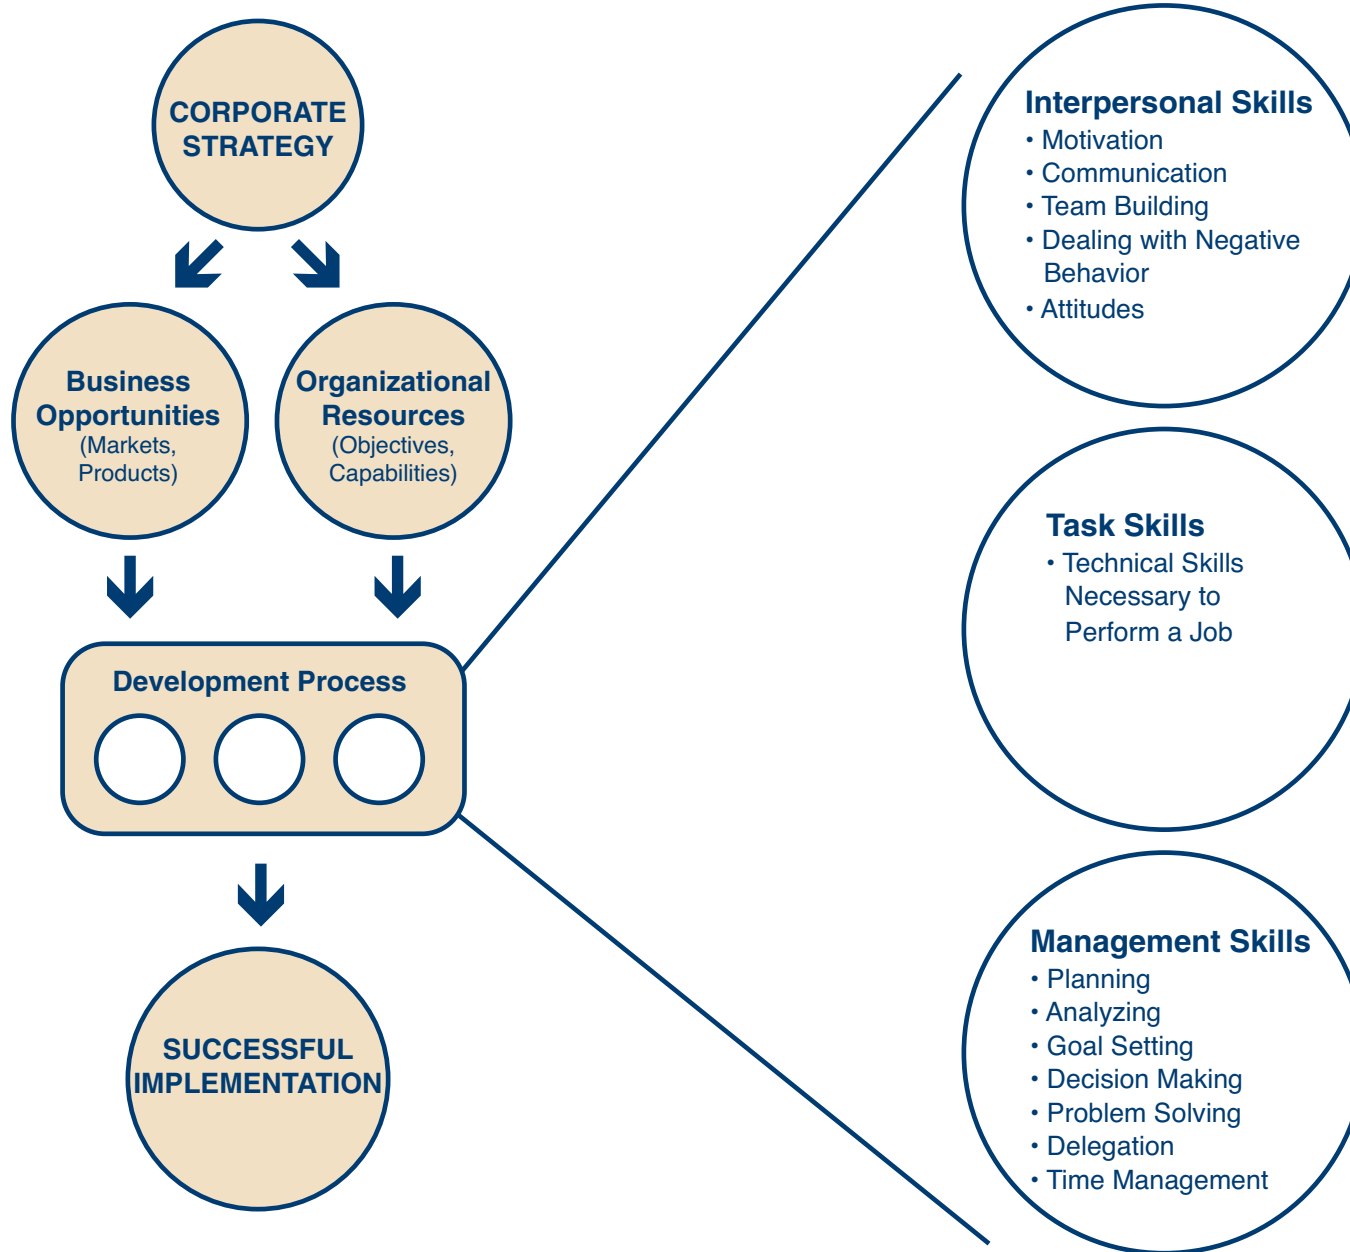 CORPORATE
STRATEGY
Business
Opportunities
(Markets,
Products)
Organizational
Resources
(Objectives,
Capabilities)
Development Process
SUCCESSFUL
IMPLEMENTATION
Interpersonal Skills
• Motivation
• Communication
• Team Building
• Dealing with Negative
Behavior
• Attitudes
Task Skills
• Technical Skills
Necessary to
Perform a Job
Management Skills
• Planning
• Analyzing
• Goal Setting
• Decision Making
• Problem Solving
• Delegation
• Time Management